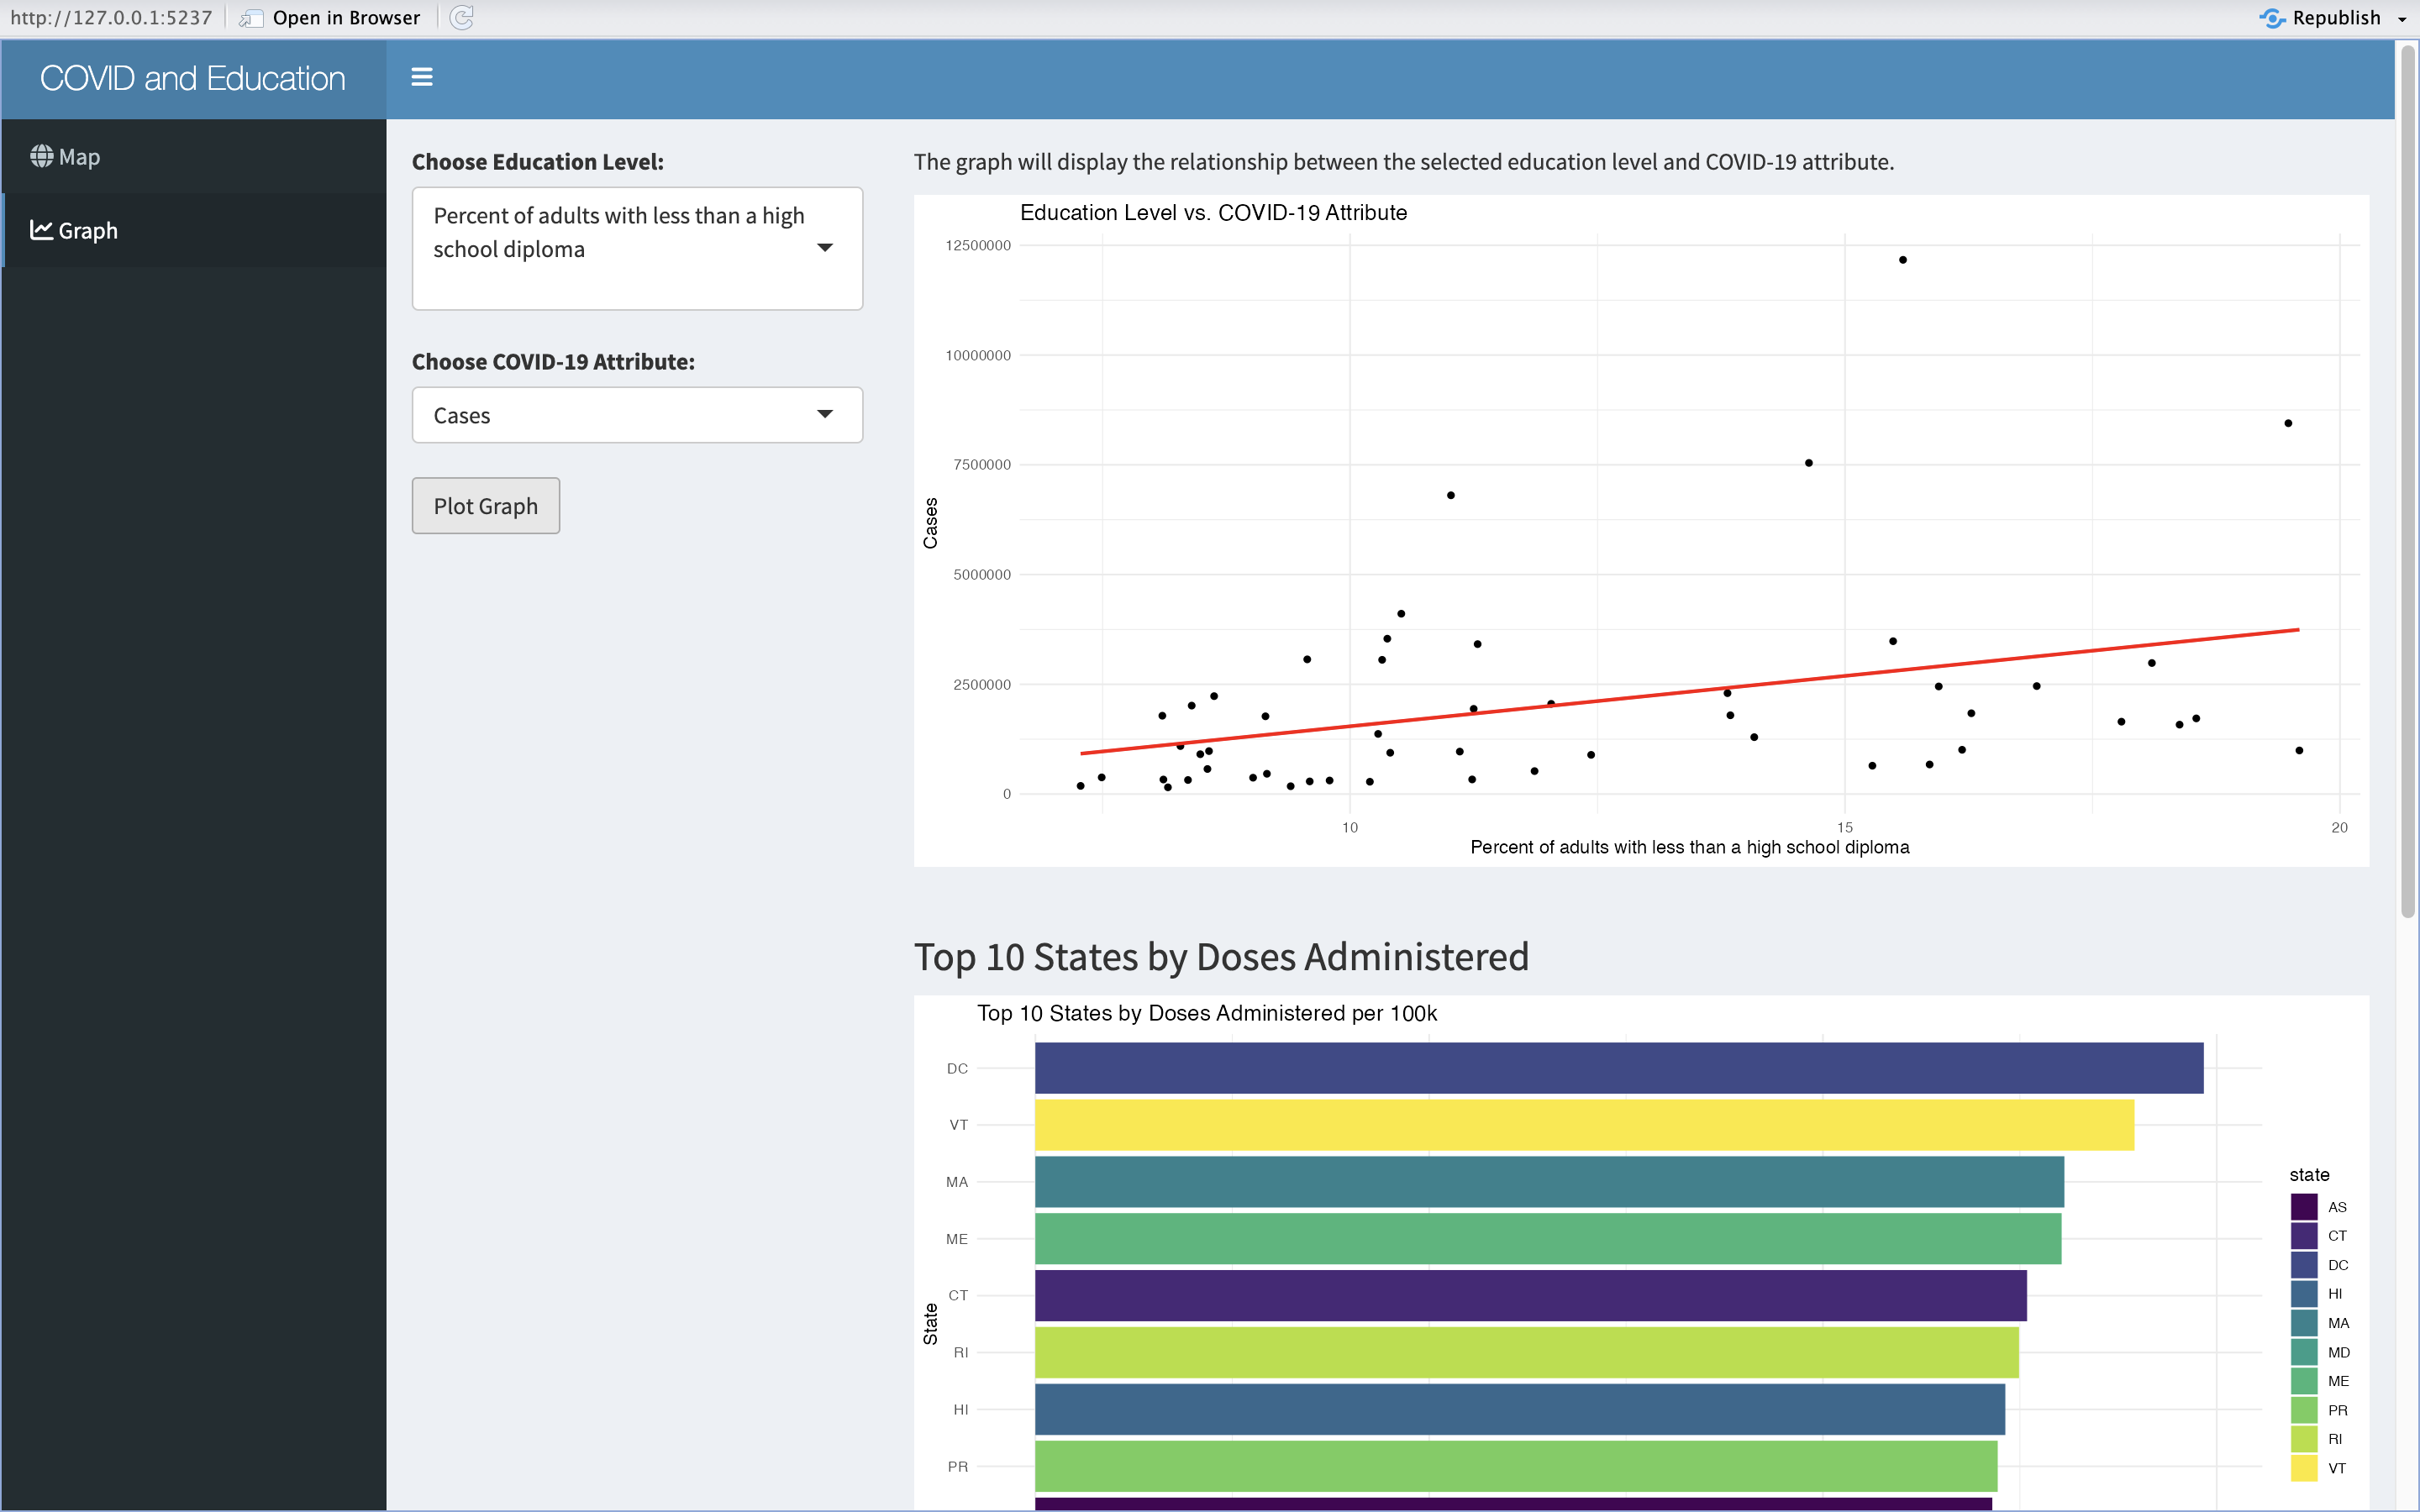 http://127.0.0.1:5237 Open in Browser Republish
COVID and Education
Map
Graph
Choose Education Level:
Percent of adults with less than a high
school diploma
Choose COVID-19 Attribute:
Cases
Plot Graph
The graph will display the relationship between the selected education level and COVID-19 attribute.
Education Level vs. COVID-19 Attribute
12500000
10000000
7500000
5000000
2500000
0
Cases
10 15 20
Percent of adults with less than a high school diploma
Top 10 States by Doses Administered
Top 10 States by Doses Administered per 100k
DC
VT
MA
ME
CT
RI
HI
PR
State
state
AS
CT
DC
HI
MA
MD
ME
PR
RI
VT